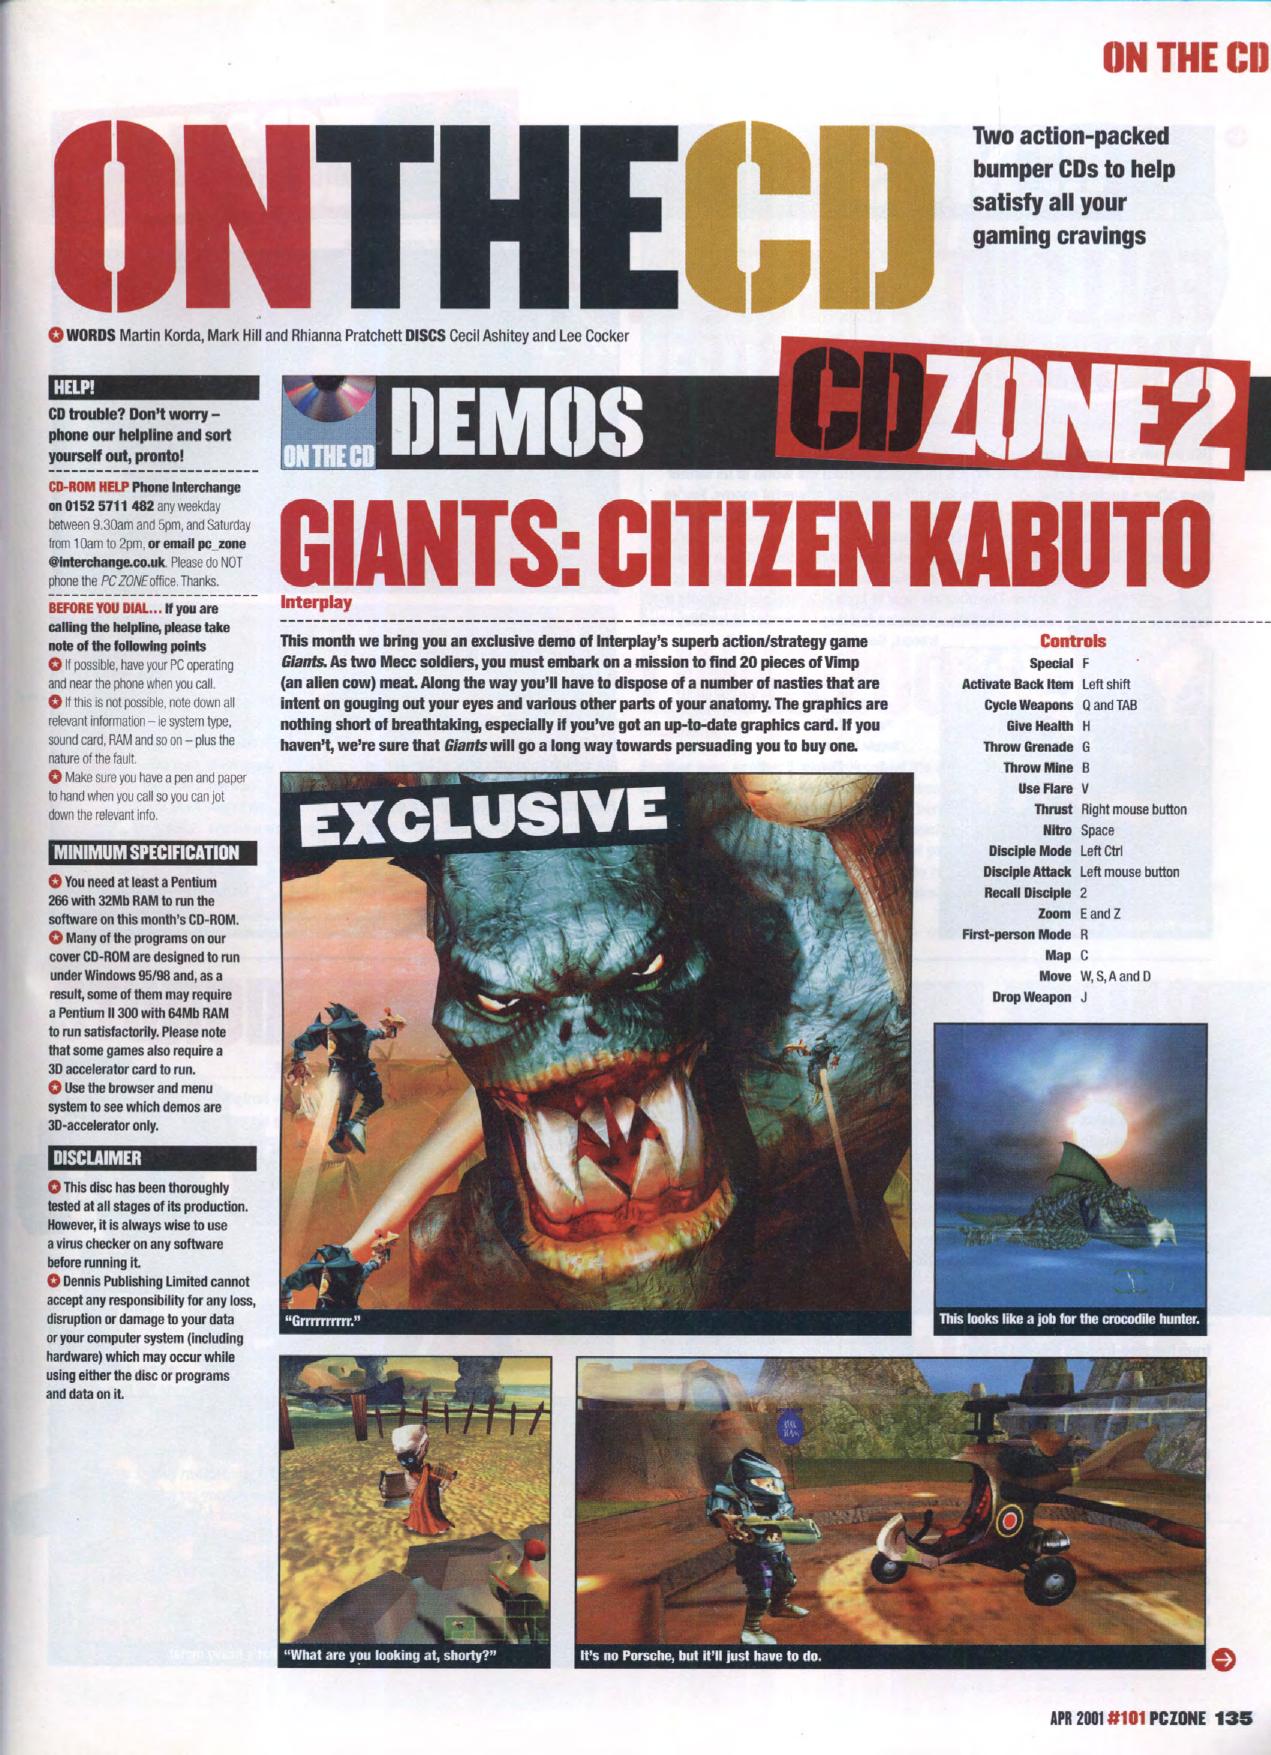 ON THE CD
ONTHECD
Two action-packed
bumper CDs to help
satisfy all your
gaming cravings
WORDS Martin Korda, Mark Hill and Rhianna Pratchett DISCS Cecil Ashitey and Lee Cocker
HELP!
CD trouble? Don't worry –
phone our helpline and sort
yourself out, pronto!
CD-ROM HELP Phone Interchange
on 0152 5711 482 any weekday
between 9.30am and 5pm, and Saturday
from 10am to 2pm, or email pc_zone
@interchange.co.uk. Please do NOT
phone the PC ZONE office. Thanks.
BEFORE YOU DIAL... If you are
calling the helpline, please take
note of the following points
If possible, have your PC operating
and near the phone when you call.
If this is not possible, note down all
relevant information – ie system type,
sound card, RAM and so on – plus the
nature of the fault.
Make sure you have a pen and paper
to hand when you call so you can jot
down the relevant info.
MINIMUM SPECIFICATION
You need at least a Pentium
266 with 32Mb RAM to run the
software on this month's CD-ROM.
Many of the programs on our
cover CD-ROM are designed to run
under Windows 95/98 and, as a
result, some of them may require
a Pentium II 300 with 64Mb RAM
to run satisfactorily. Please note
that some games also require a
3D accelerator card to run.
Use the browser and menu
system to see which demos are
3D-accelerator only.
DISCLAIMER
This disc has been thoroughly
tested at all stages of its production.
However, it is always wise to use
a virus checker on any software
before running it.
Dennis Publishing Limited cannot
accept any responsibility for any loss,
disruption or damage to your data
or your computer system (including
hardware) which may occur while
using either the disc or programs
and data on it.
ON THE CD
DEMOS
CDZONE2
GIANTS: CITIZEN KABUTO
Interplay
This month we bring you an exclusive demo of Interplay's superb action/strategy game
Giants. As two Mecc soldiers, you must embark on a mission to find 20 pieces of Vimp
(an alien cow) meat. Along the way you'll have to dispose of a number of nasties that are
intent on gouging out your eyes and various other parts of your anatomy. The graphics are
nothing short of breathtaking, especially if you've got an up-to-date graphics card. If you
haven't, we're sure that Giants will go a long way towards persuading you to buy one.
Controls
Special F
Activate Back Item Left shift
Cycle Weapons Q and TAB
Give Health H
Throw Grenade G
Throw Mine B
Use Flare V
Thrust Right mouse button
Nitro Space
Disciple Mode Left Ctrl
Disciple Attack Left mouse button
Recall Disciple 2
Zoom E and Z
First-person Mode R
Map C
Move W, S, A and D
Drop Weapon J
EXCLUSIVE
"Grrrrrrrrrr."
This looks like a job for the crocodile hunter.
"What are you looking at, shorty?"
It's no Porsche, but it'll just have to do.
APR 2001 #101 PCZONE 135